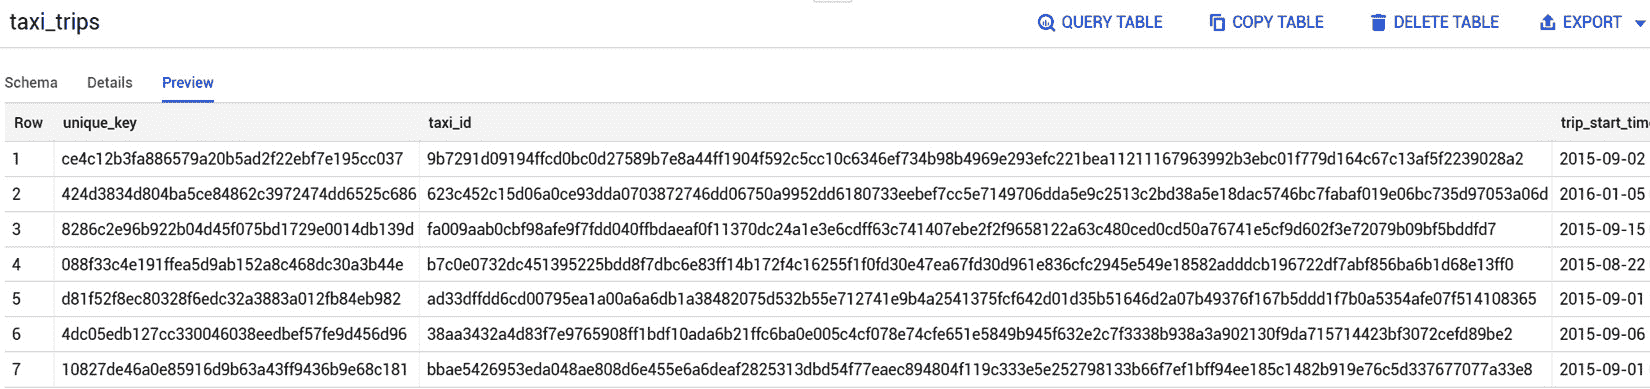 taxi_trips QUERY TABLE COPY TABLE DELETE TABLE EXPORT
Schema Details Preview
Row unique_key taxi_id trip_start_time
1 ce4c12b3fa886579a20b5ad2f22ebf7e195cc037 9b7291d09194ffcd0bc0d27589b7e8a44ff1904f592c5cc10c6346ef734b98b4969e293efc221bea11211167963992b3ebc01f779d164c67c13af5f2239028a2 2015-09-02
2 424d3834d804ba5ce84862c3972474dd6525c686 623c452c15d06a0ce93dda0703872746dd06750a9952dd6180733eebef7cc5e7149706dda5e9c2513c2bd38a5e18dac5746bc7fabaf019e06bc735d97053a06d 2016-01-05
3 8286c2e96b922b04d45f075bd1729e0014db139d fa009aab0cbf98afe9f7fdd040ffbdaeaf0f11370dc24a1e3e6cdff63c741407ebe2f2f9658122a63c480ced0cd50a76741e5cf9d602f3e72079b09bf5bddfd7 2015-09-15
4 088f33c4e191ffea5d9ab152a8c468dc30a3b44e b7c0e0732dc451395225bdd8f7dbc6e83ff14b172f4c16255f1f0fd30e47ea67fd30d961e836cfc2945e549e18582adddcb196722df7abf856ba6b1d68e13ff0 2015-08-22
5 d81f52f8ec80328f6edc32a3883a012fb84eb982 ad33dffdd6cd00795ea1a00a6a6db1a38482075d532b55e712741e9b4a2541375fcf642d01d35b51646d2a07b49376f167b5ddd1f7b0a5354afe07f514108365 2015-09-01
6 4dc05edb127cc330046038eedbef57fe9d456d96 38aa3432a4d83f7e9765908ff1bdf10ada6b21ffc6ba0e005c4cf078e74cfe651e5849b945f632e2c7f3338b938a3a902130f9da715714423bf3072cefd89be2 2015-09-06
7 10827de46a0e85916d9b63a43ff9436b9e68c181 bbae5426953eda048ae808d6e455e6a6deaf2825313dbd54f77eaec894804f119c333e5e252798133b66f7ef1bff94ee185c1482b919e76c5d337677077a33e8 2015-09-01